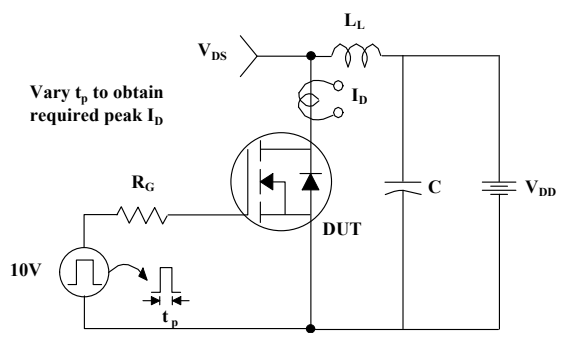 L_L
V_DS
Vary t_p to obtain
required peak I_D
I_D
R_G
C
V_DD
DUT
10V
t_p